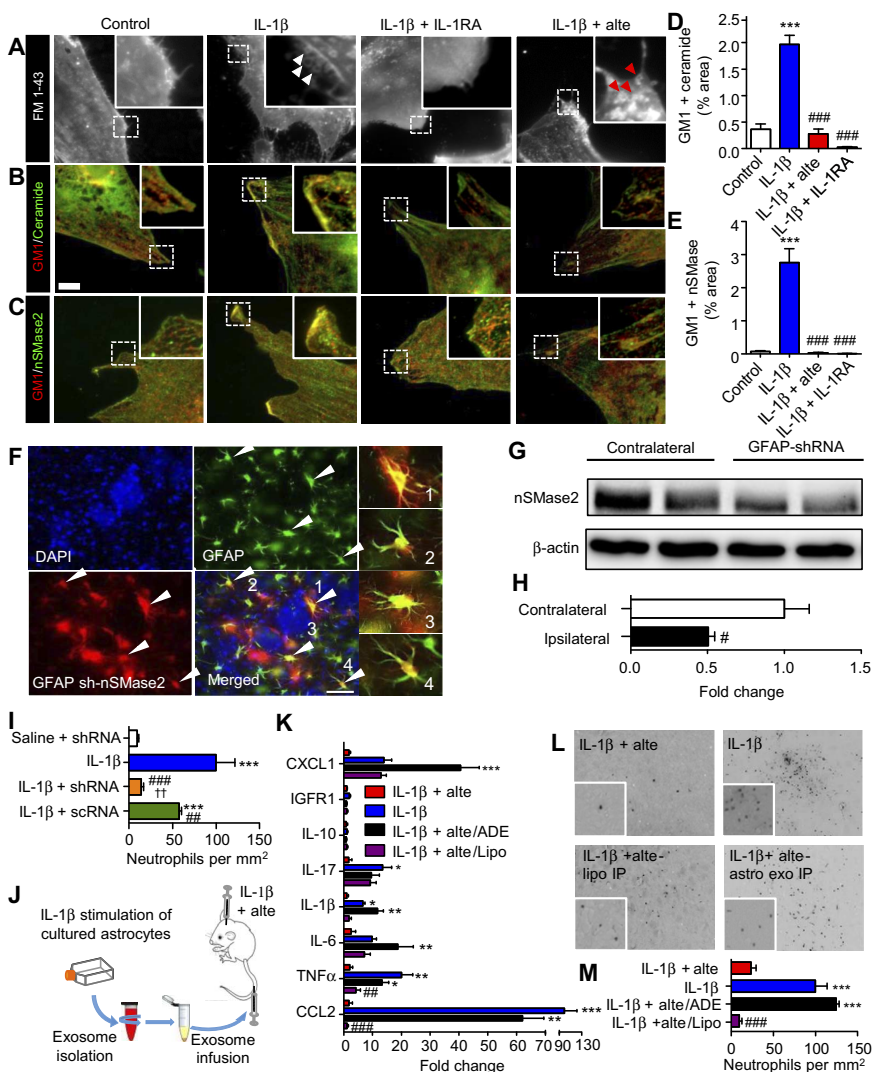 Control
IL-1β
IL-1β + IL-1RA
IL-1β + alte
A
FM 1-43
B
GM1/Ceramide
C
GM1/nSMase2
D
GM1 + ceramide
(% area)
2.5
2.0
1.5
1.0
0.5
0.0
***
###
###
Control
IL-1β
IL-1β + alte
IL-1β + IL-1RA
E
GM1 + nSMase
(% area)
4
3
2
1
0
***
### ###
Control
IL-1β
IL-1β + alte
IL-1β + IL-1RA
F
DAPI
GFAP
GFAP sh-nSMase2
Merged
1
2
3
4
1
2
3
4
G
Contralateral
GFAP-shRNA
nSMase2
β-actin
H
Contralateral
Ipsilateral
#
0.0 0.5 1.0 1.5
Fold change
I
Saline + shRNA
IL-1β
***
IL-1β + shRNA
###
††
IL-1β + scRNA
***
##
0 50 100 150
Neutrophils per mm²
J
IL-1β stimulation of
cultured astrocytes
IL-1β
+ alte
Exosome
isolation
Exosome
infusion
K
CXCL1
***
IGFR1
IL-10
IL-17
*
IL-1β
*
**
IL-6
**
TNFα
**
*
##
CCL2
***
**
###
IL-1β + alte
IL-1β
IL-1β + alte/ADE
IL-1β + alte/Lipo
0 10 20 30 40 50 60 70 90 130
Fold change
L
IL-1β + alte
IL-1β
IL-1β +alte-
lipo IP
IL-1β+ alte-
astro exo IP
M
IL-1β + alte
IL-1β
***
IL-1β + alte/ADE
***
IL-1β +alte/Lipo
###
0 50 100 150
Neutrophils per mm²